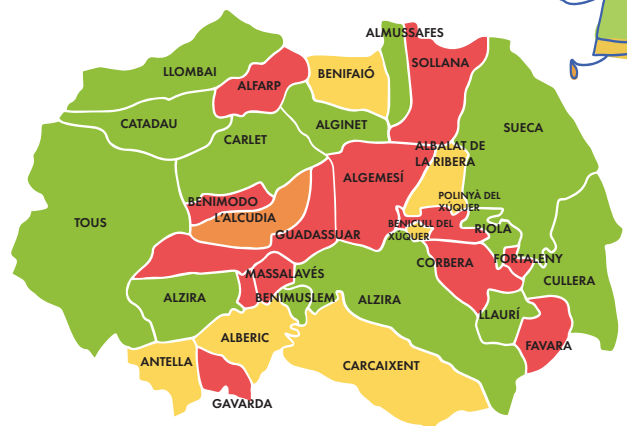 ALMUSSAFES
SOLLANA
LLOMBAI
ALFARP
BENIFAIÓ
CATADAU
CARLET
ALGINET
SUECA
ALBALAT DE
LA RIBERA
ALGEMESÍ
POLINYÀ DEL
XÚQUER
BENIMODO
L'ALCUDIA
TOUS
GUADASSUAR
BENICULL DEL
XÚQUER
RIOLA
FORTALENY
CORBERA
MASSALAVÉS
CULLERA
ALZIRA
BENIMUSLEM
ALZIRA
LLAURÍ
ALBERIC
FAVARA
ANTELLA
CARCAIXENT
GAVARDA